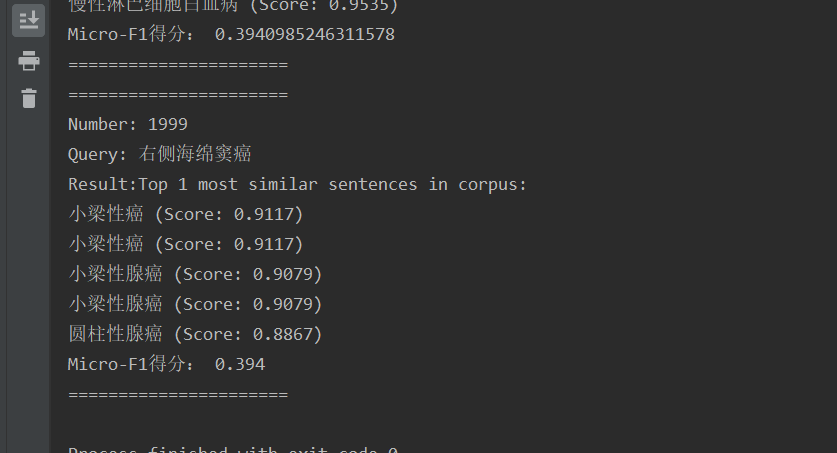 慢性淋巴细胞白血病 (Score: 0.9535)
Micro-F1得分： 0.3940985246311578
======================
======================
Number: 1999
Query: 右侧海绵窦癌
Result:Top 1 most similar sentences in corpus:
小梁性癌 (Score: 0.9117)
小梁性癌 (Score: 0.9117)
小梁性腺癌 (Score: 0.9079)
小梁性腺癌 (Score: 0.9079)
圆柱性腺癌 (Score: 0.8867)
Micro-F1得分： 0.394
======================
Process finished with exit code 0